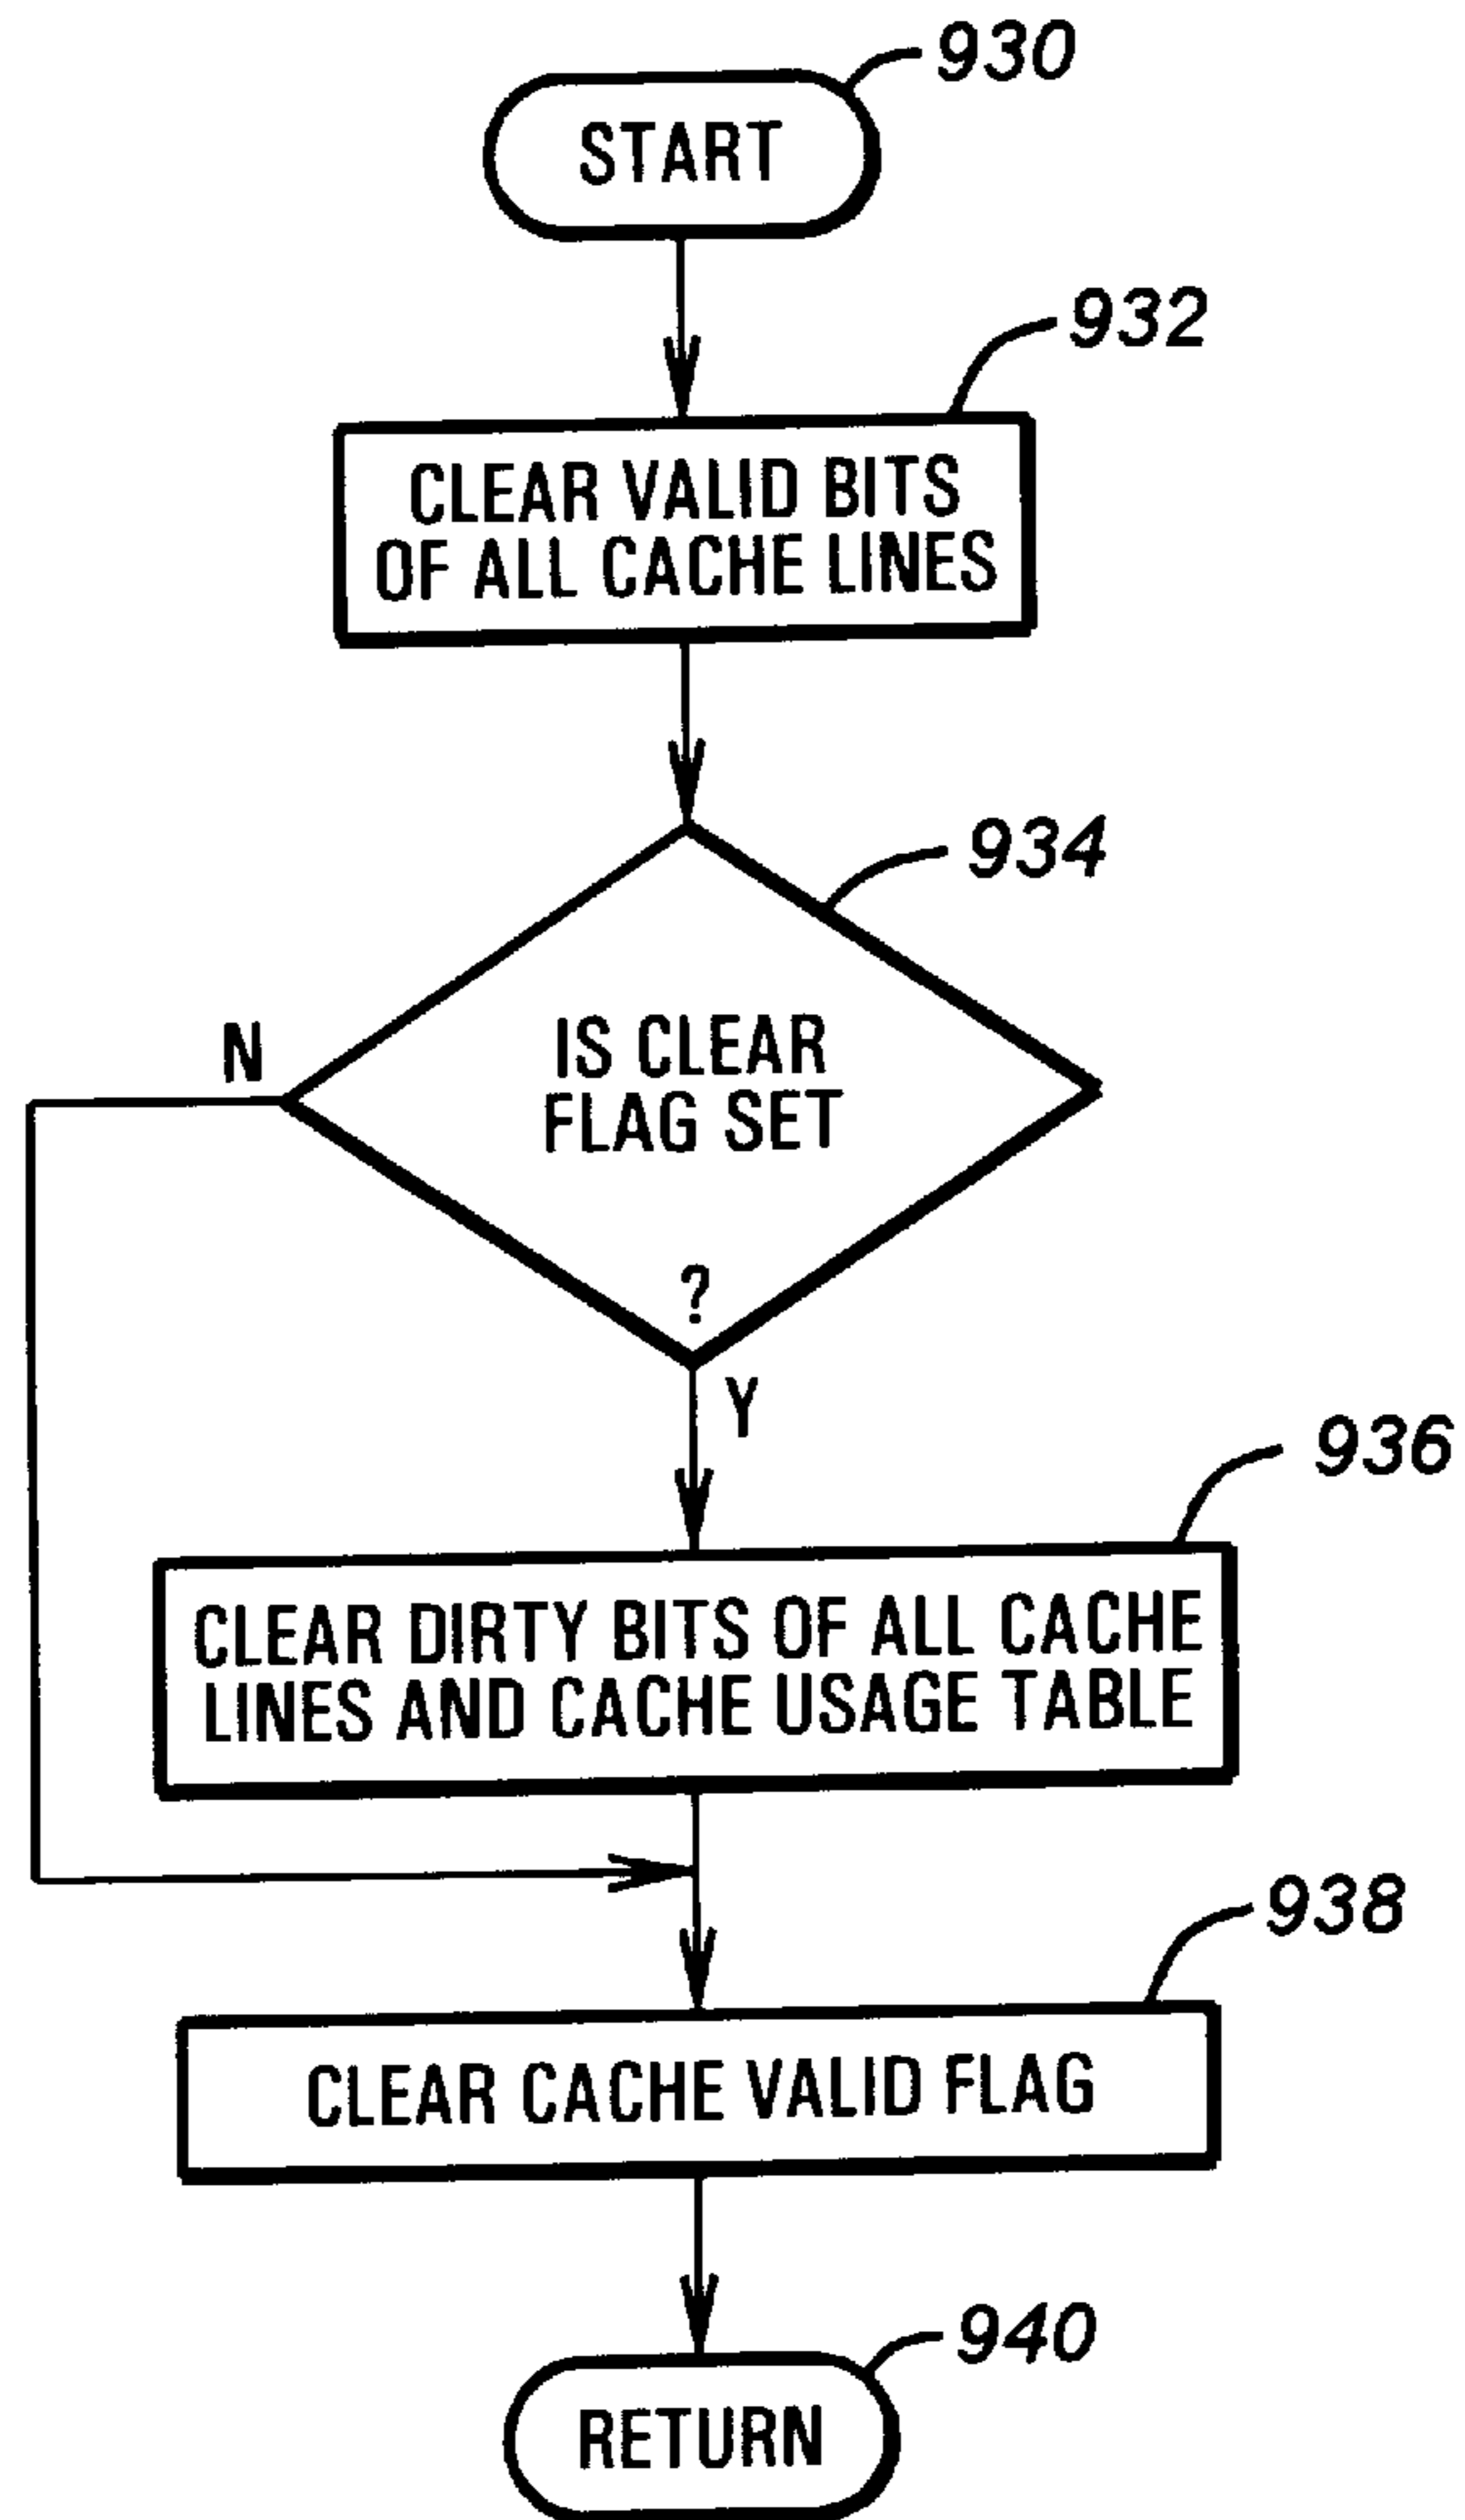 930
START
932
CLEAR VALID BITS
OF ALL CACHE LINES
934
N
IS CLEAR
FLAG SET
?
Y
936
CLEAR DIRTY BITS OF ALL CACHE
LINES AND CACHE USAGE TABLE
938
CLEAR CACHE VALID FLAG
940
RETURN